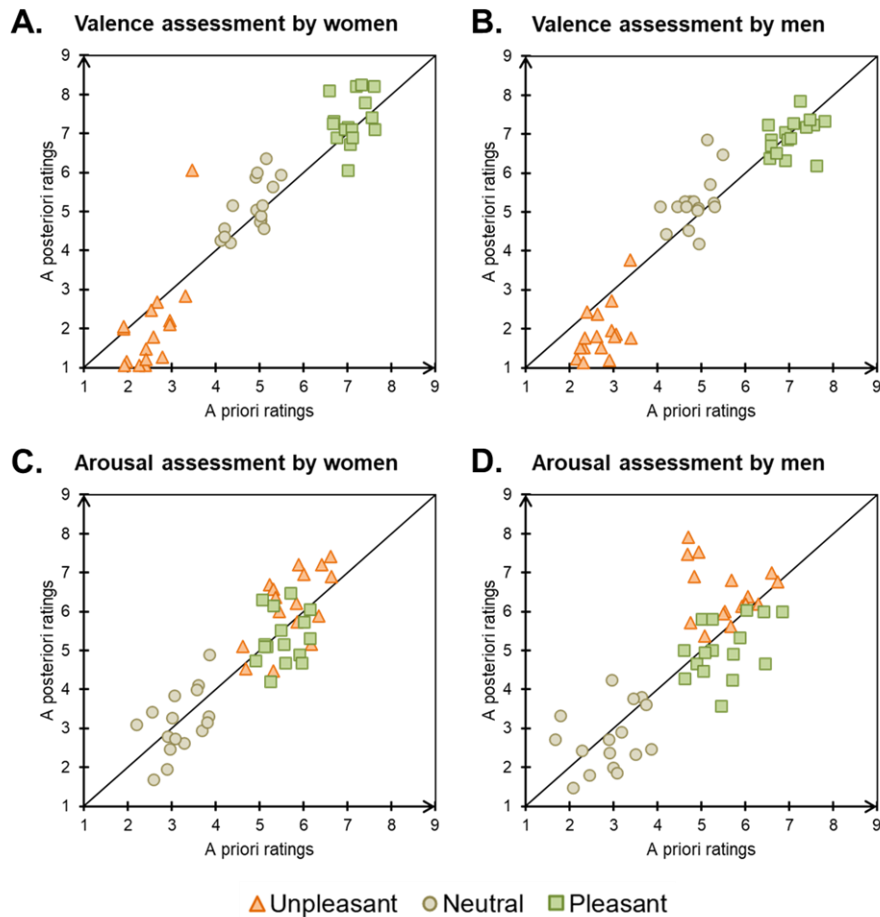 A. Valence assessment by women
9
8
7
6
5
4
3
2
1
A posteriori ratings
1 2 3 4 5 6 7 8 9
A priori ratings
B. Valence assessment by men
9
8
7
6
5
4
3
2
1
A posteriori ratings
1 2 3 4 5 6 7 8 9
A priori ratings
C. Arousal assessment by women
9
8
7
6
5
4
3
2
1
A posteriori ratings
1 2 3 4 5 6 7 8 9
A priori ratings
D. Arousal assessment by men
9
8
7
6
5
4
3
2
1
A posteriori ratings
1 2 3 4 5 6 7 8 9
A priori ratings
Unpleasant Neutral Pleasant